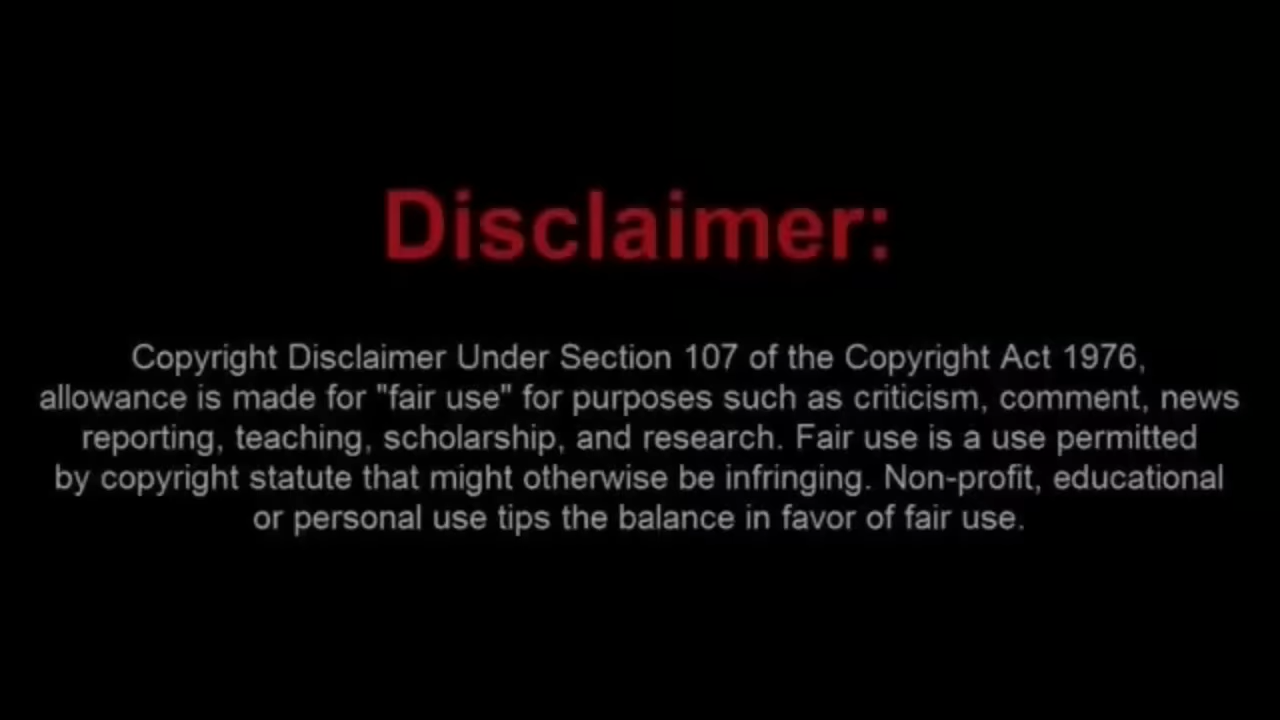 Disclaimer:
Copyright Disclaimer Under Section 107 of the Copyright Act 1976,
allowance is made for "fair use" for purposes such as criticism, comment, news
reporting, teaching, scholarship, and research. Fair use is a use permitted
by copyright statute that might otherwise be infringing. Non-profit, educational
or personal use tips the balance in favor of fair use.